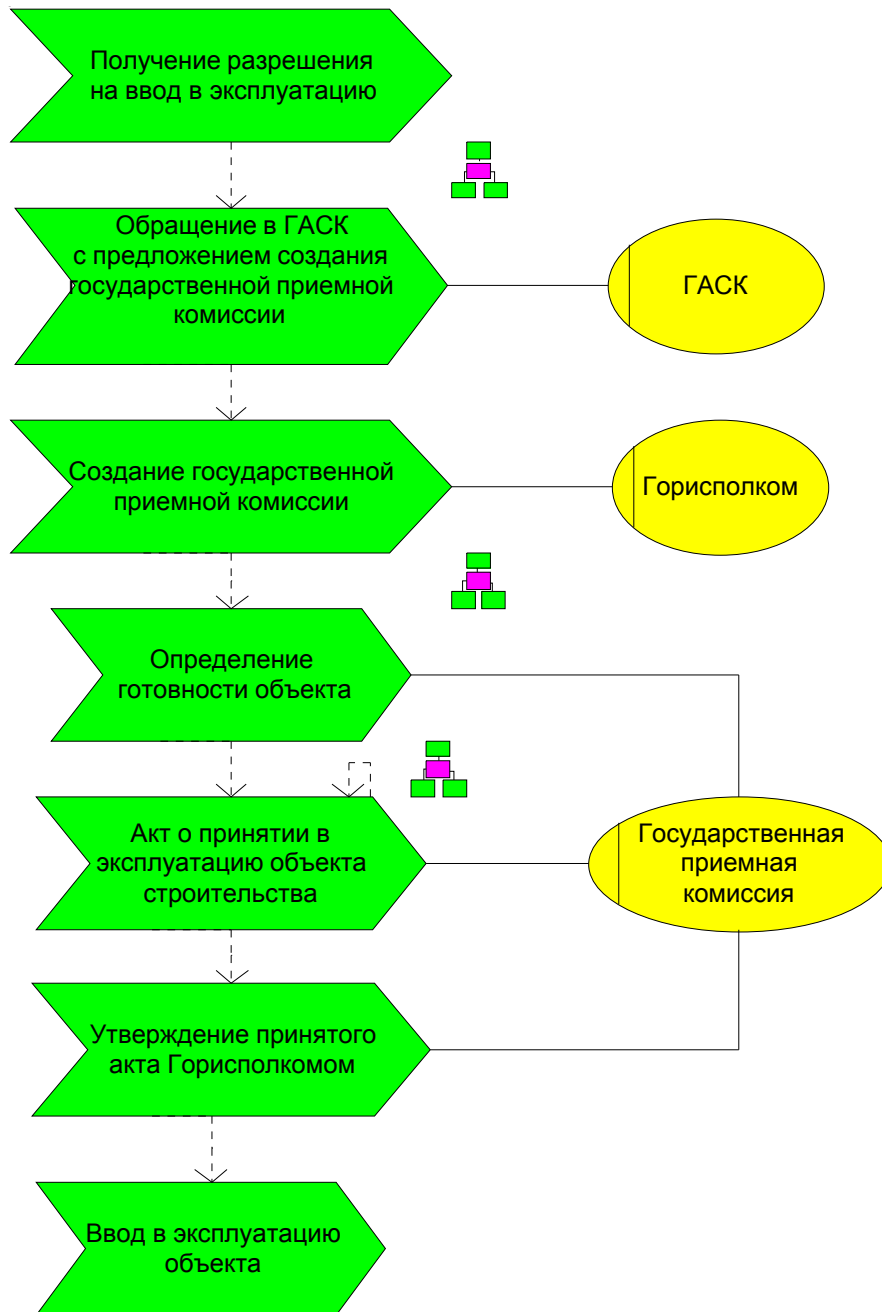 Получение разрешения
на ввод в эксплуатацию
Обращение в ГАСК
с предложением создания
государственной приемной
комиссии
ГАСК
Создание государственной
приемной комиссии
Горисполком
Определение
готовности объекта
Акт о принятии в
эксплуатацию объекта
строительства
Государственная
приемная
комиссия
Утверждение принятого
акта Горисполкомом
Ввод в эксплуатацию
объекта